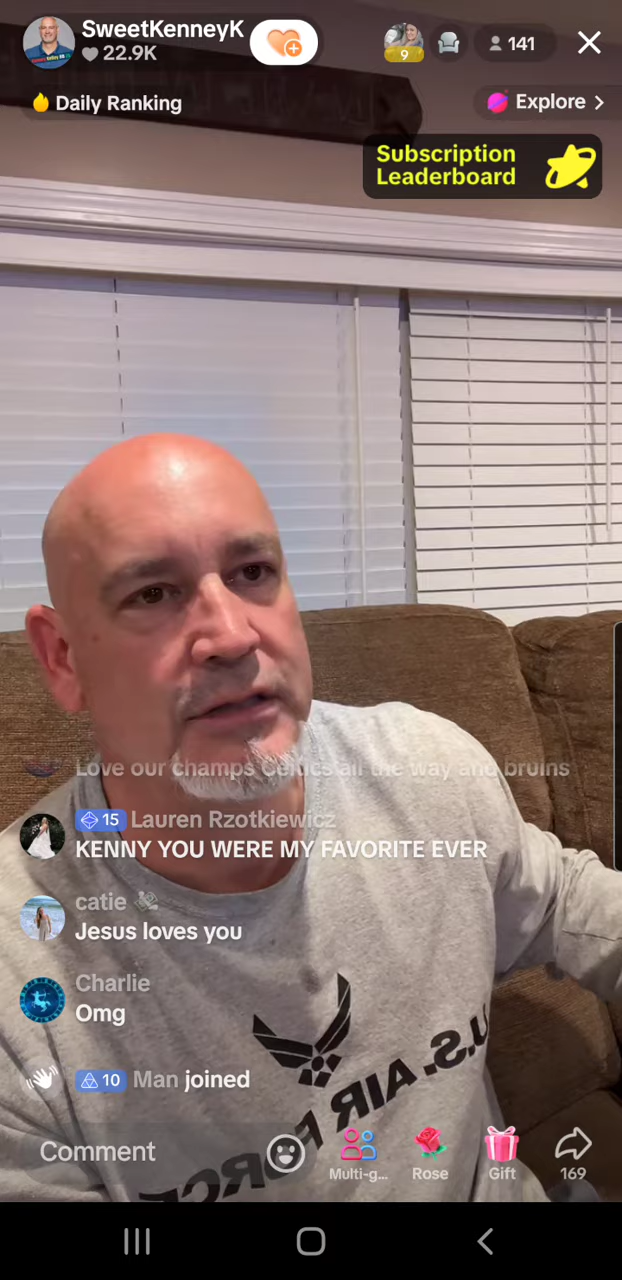 SweetKenneyK
22.9K
9
141
Daily Ranking
Explore >
Subscription
Leaderboard
Love our champs Celtics all the way and bruins
15 Lauren Rzotkiewicz
KENNY YOU WERE MY FAVORITE EVER
catie
Jesus loves you
Charlie
Omg
10 Man joined
U.S. AIR FORCE
Comment
Multi-g...
Rose
Gift
169